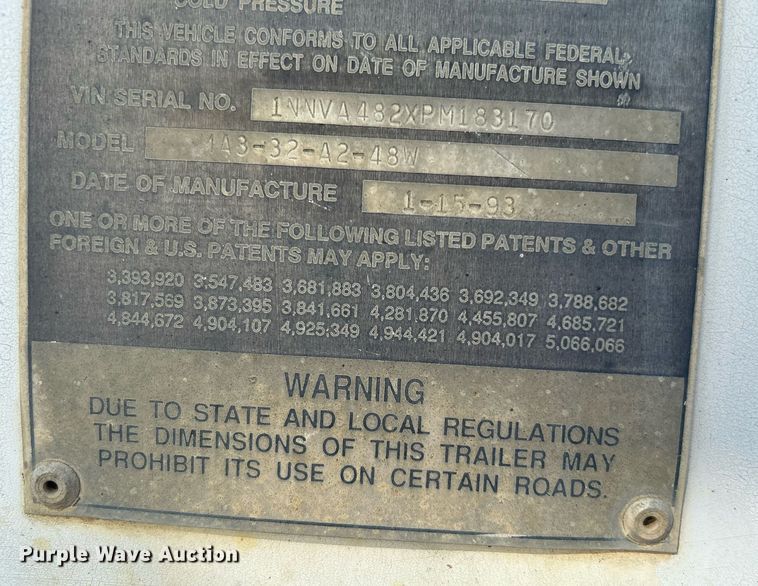 COLD PRESSURE
THIS VEHICLE CONFORMS TO ALL APPLICABLE FEDERAL
STANDARDS IN EFFECT ON DATE OF MANUFACTURE SHOWN
VIN SERIAL NO. 1NNVA482XPM183170
MODEL 4A3-32-A2-48W
DATE OF MANUFACTURE 1-15-93
ONE OR MORE OF THE FOLLOWING LISTED PATENTS & OTHER
FOREIGN & U.S. PATENTS MAY APPLY:
3,393,920 3,547,483 3,681,883 3,804,436 3,692,349 3,788,682
3,817,569 3,873,395 3,841,661 4,281,870 4,455,807 4,685,721
4,844,672 4,904,107 4,925,349 4,944,421 4,904,017 5,066,066
WARNING
DUE TO STATE AND LOCAL REGULATIONS
THE DIMENSIONS OF THIS TRAILER MAY
PROHIBIT ITS USE ON CERTAIN ROADS.
Purple Wave Auction